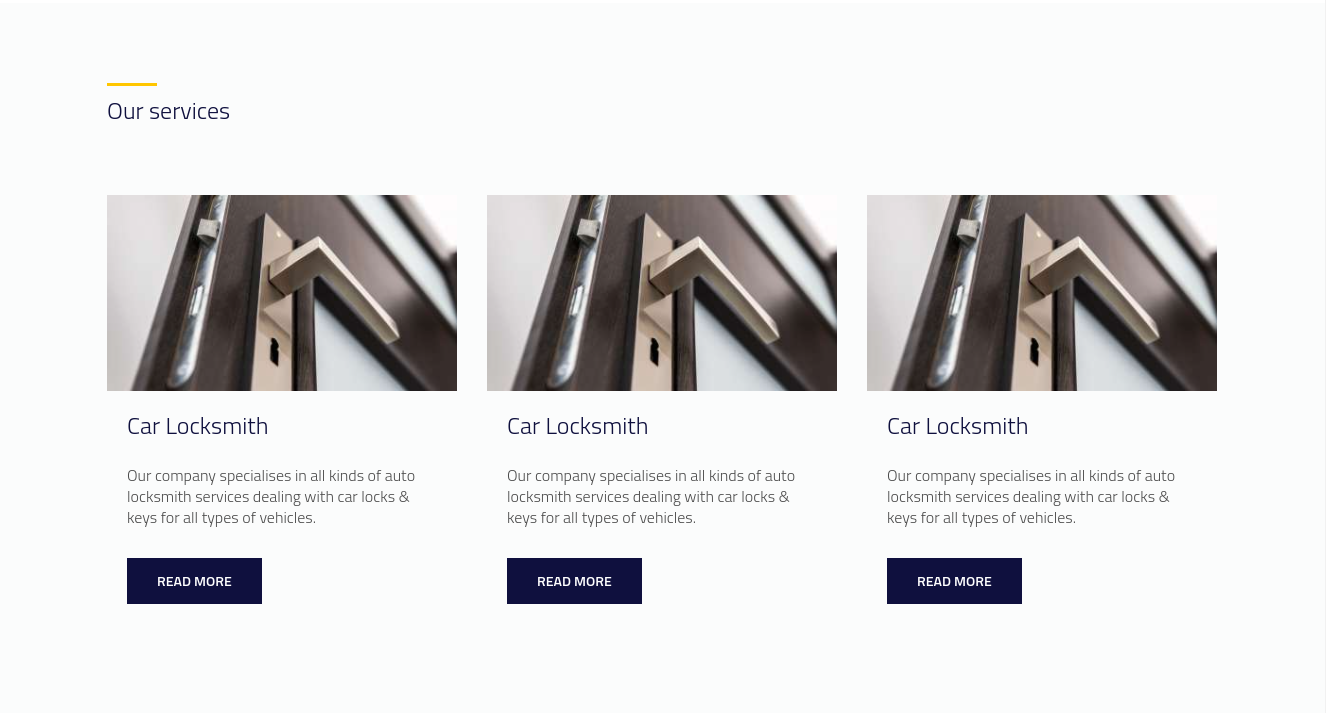 Our services
Car Locksmith
Our company specialises in all kinds of auto
locksmith services dealing with car locks &
keys for all types of vehicles.
READ MORE
Car Locksmith
Our company specialises in all kinds of auto
locksmith services dealing with car locks &
keys for all types of vehicles.
READ MORE
Car Locksmith
Our company specialises in all kinds of auto
locksmith services dealing with car locks &
keys for all types of vehicles.
READ MORE